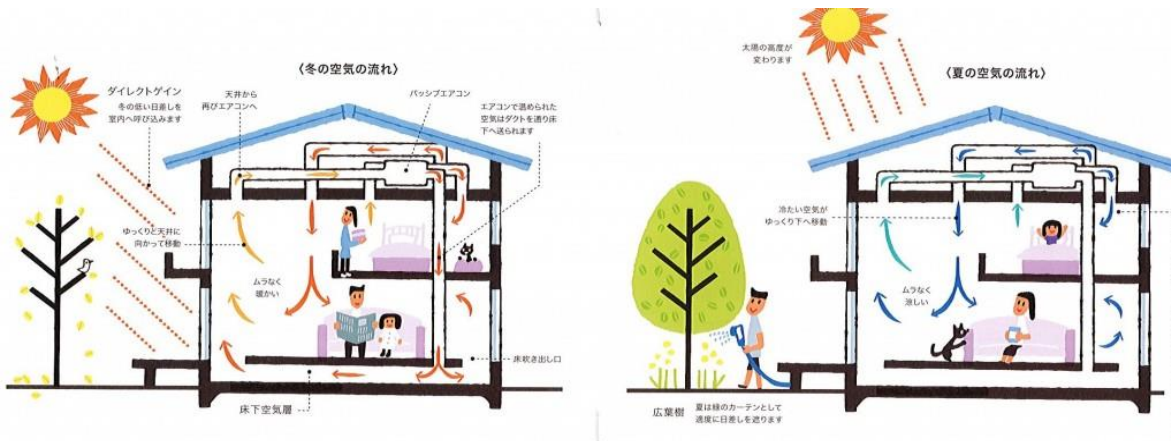 〈冬の空気の流れ〉
ダイレクトゲイン
冬の低い日差しを
室内へ呼び込みます
天井から
再びエアコンへ
パッシブエアコン
エアコンで温められた
空気はダクトを通り床
下へ送られます
ゆっくりと天井に
向かって移動
ムラなく
暖かい
床吹き出し口
床下空気層
太陽の高度が
変わります
〈夏の空気の流れ〉
冷たい空気が
ゆっくり下へ移動
ムラなく
涼しい
広葉樹
夏は緑のカーテンとして
適度に日差しを遮ります